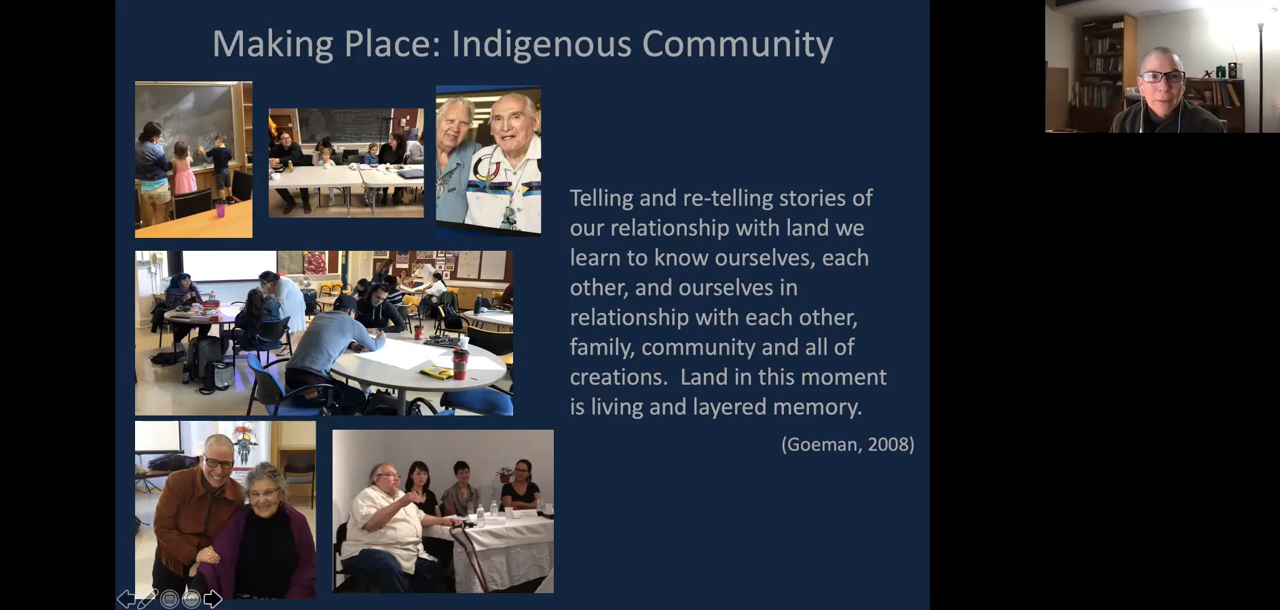 Making Place: Indigenous Community
Telling and re-telling stories of
our relationship with land we
learn to know ourselves, each
other, and ourselves in
relationship with each other,
family, community and all of
creations. Land in this moment
is living and layered memory.
(Goeman, 2008)